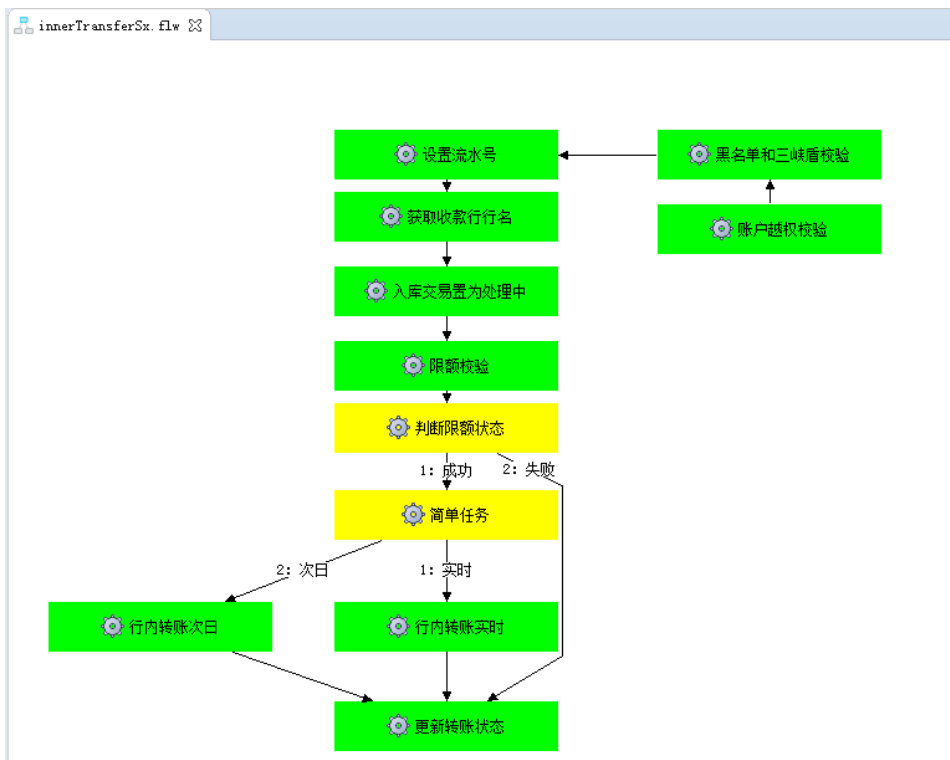 innerTransferSx.flw
设置流水号
黑名单和三峡盾校验
获取收款行行名
账户越权校验
入库交易置为处理中
限额校验
判断限额状态
1: 成功
2: 失败
简单任务
2: 次日
1: 实时
行内转账次日
行内转账实时
更新转账状态